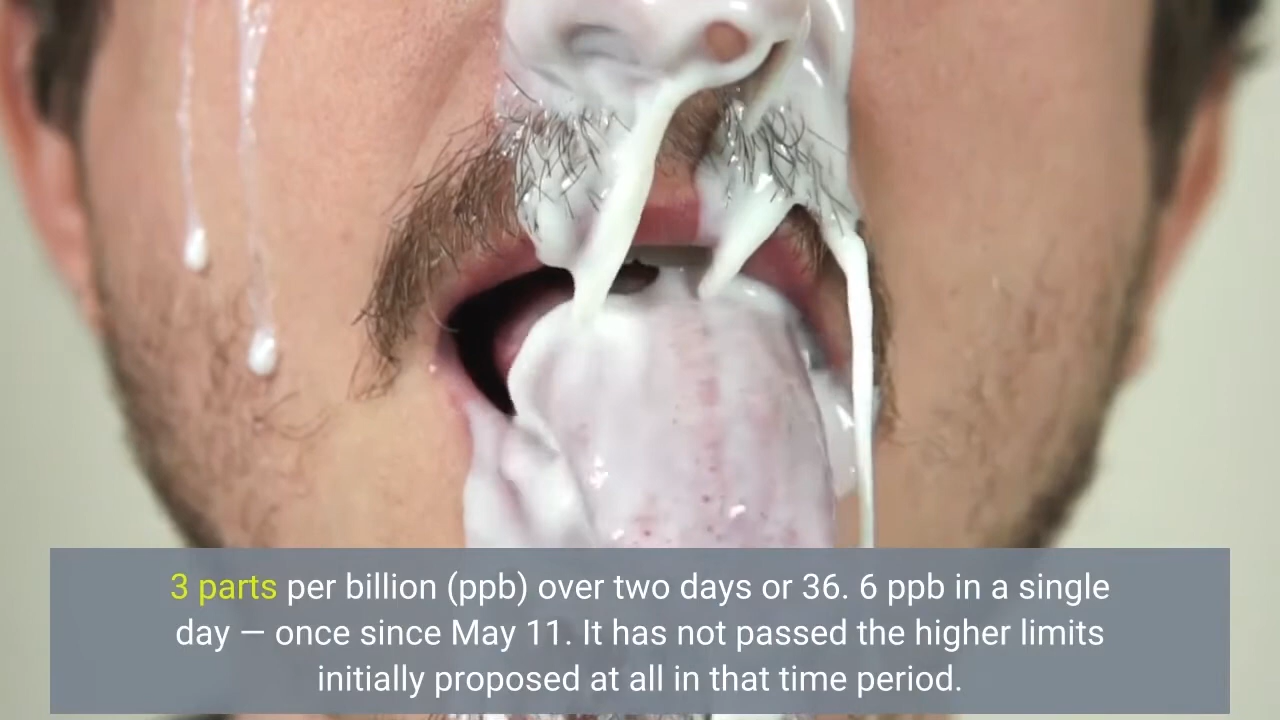 3 parts per billion (ppb) over two days or 36. 6 ppb in a single
day — once since May 11. It has not passed the higher limits
initially proposed at all in that time period.